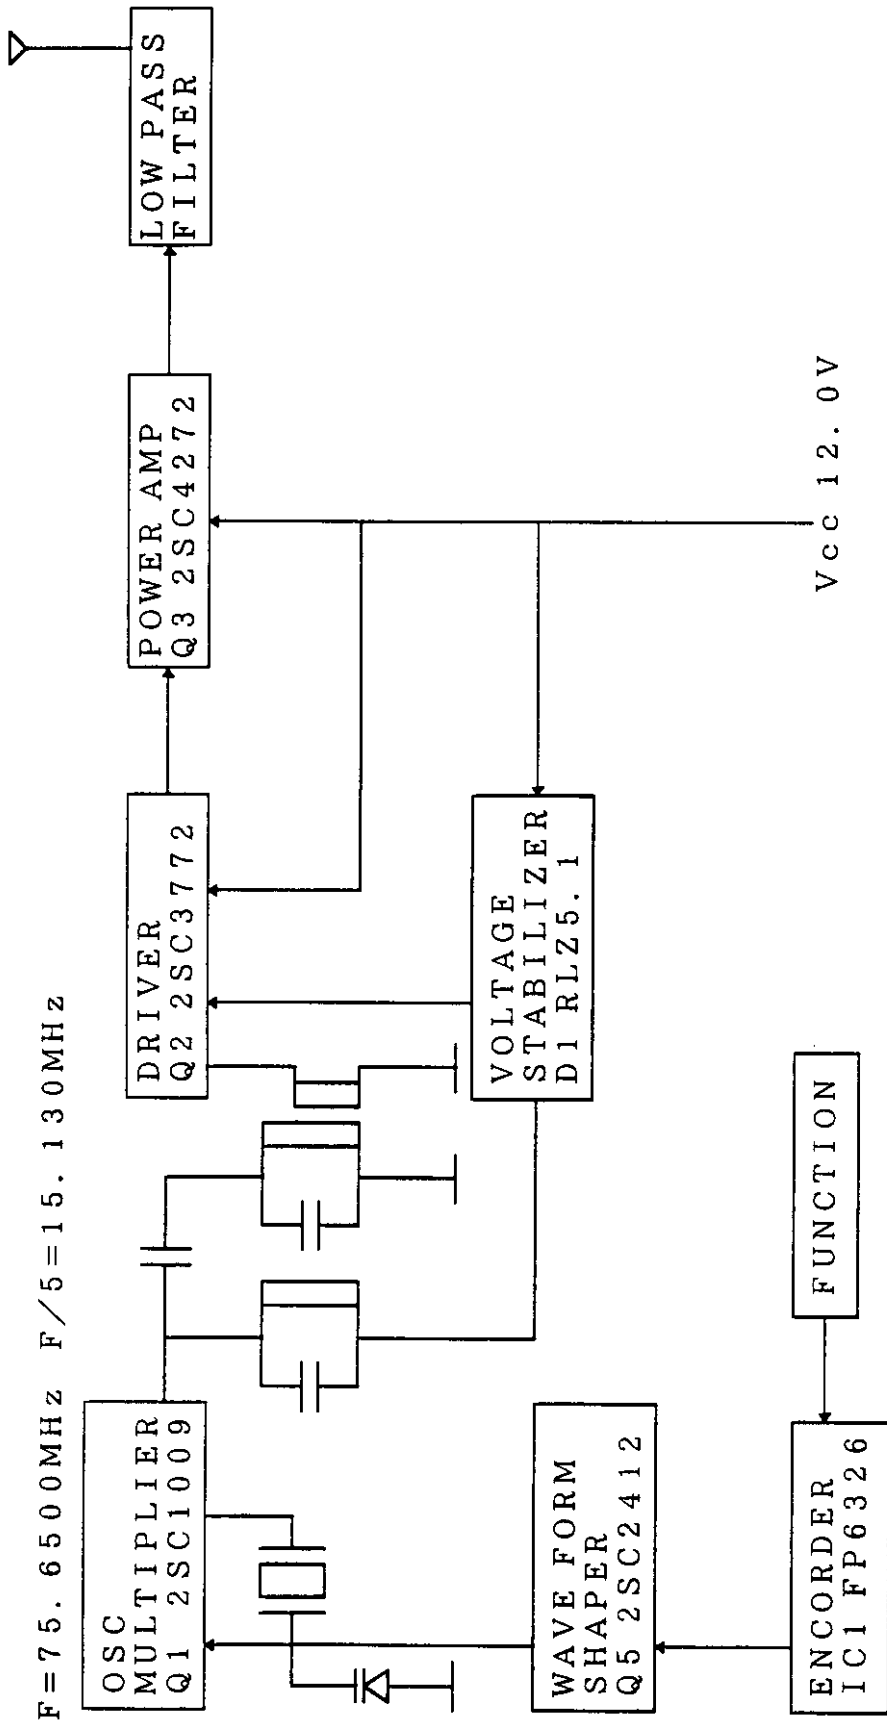 F=75.6500MHz F/5=15.130MHz
OSC
MULTIPLIER
Q1 2SC1009
DRIVER
Q2 2SC3772
POWER AMP
Q3 2SC4272
LOW PASS
FILTER
VOLTAGE
STABILIZER
D1 RLZ5.1
WAVE FORM
SHAPER
Q5 2SC2412
ENCORDER
IC1 FP6326
FUNCTION
Vcc 12.0V